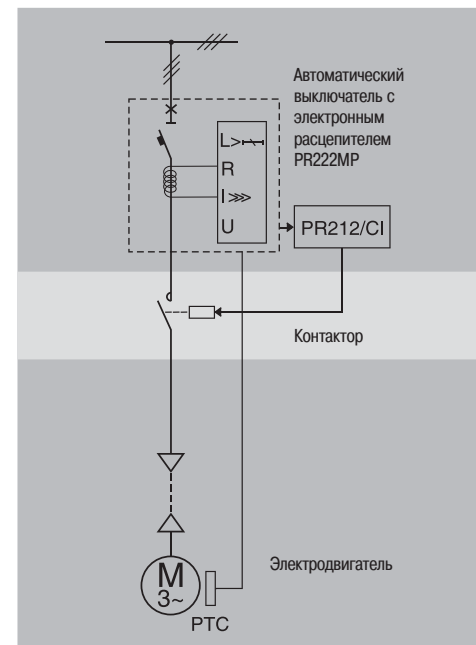 Автоматический
выключатель с
электронным
расцепителем
PR222MP
L>
R
I>>>
U
PR212/CI
Контактор
Электродвигатель
M
3~
PTC